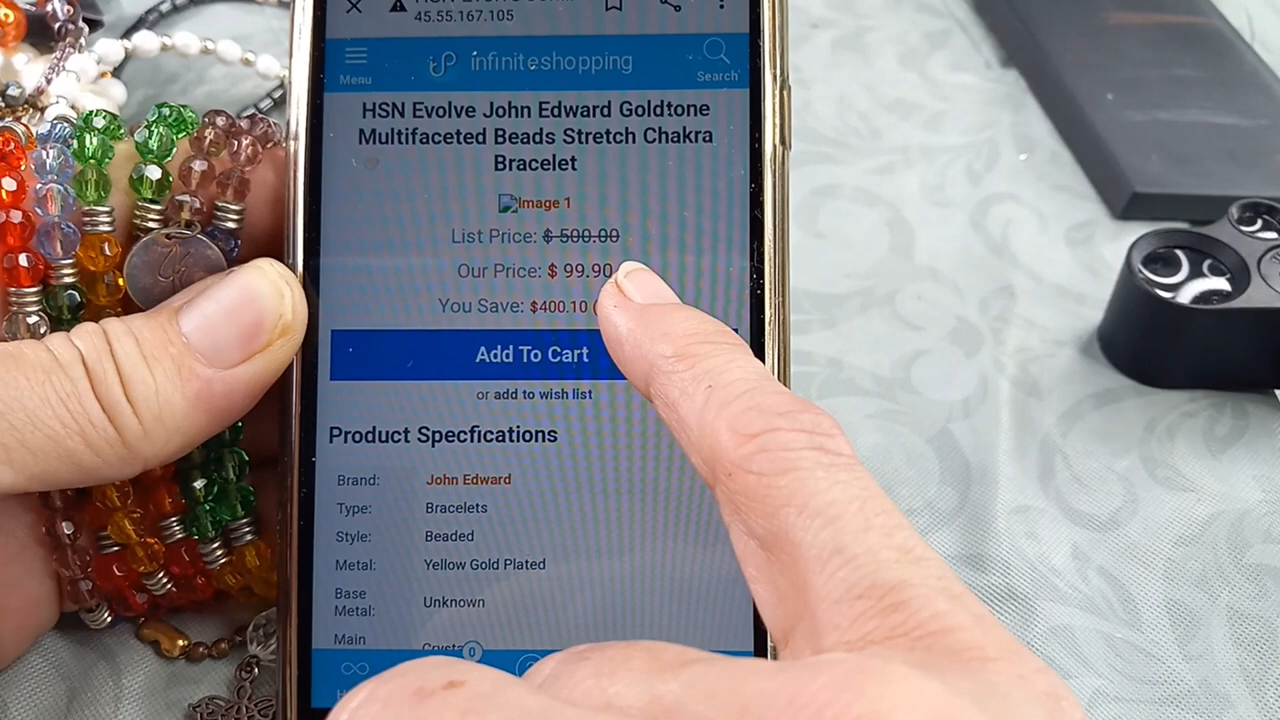 45.55.167.105
Menu
infiniteshopping
Search
HSN Evolve John Edward Goldtone
Multifaceted Beads Stretch Chakra
Bracelet
Image 1
List Price: $ 500.00
Our Price: $ 99.90
You Save: $400.10 (
Add To Cart
or add to wish list
Product Specfications
Brand: John Edward
Type: Bracelets
Style: Beaded
Metal: Yellow Gold Plated
Base
Metal: Unknown
Main
0